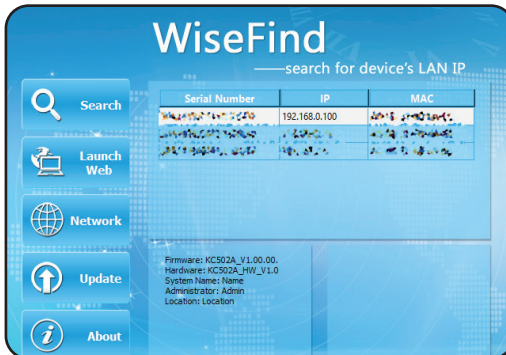 WiseFind
——search for device's LAN IP
Search
Launch
Web
Network
Update
About
Serial Number IP MAC
192.168.0.100
Firmware: KC502A_V1.00.00.
Hardware: KC502A_HW_V1.0
System Name: Name
Administrator: Admin
Location: Location